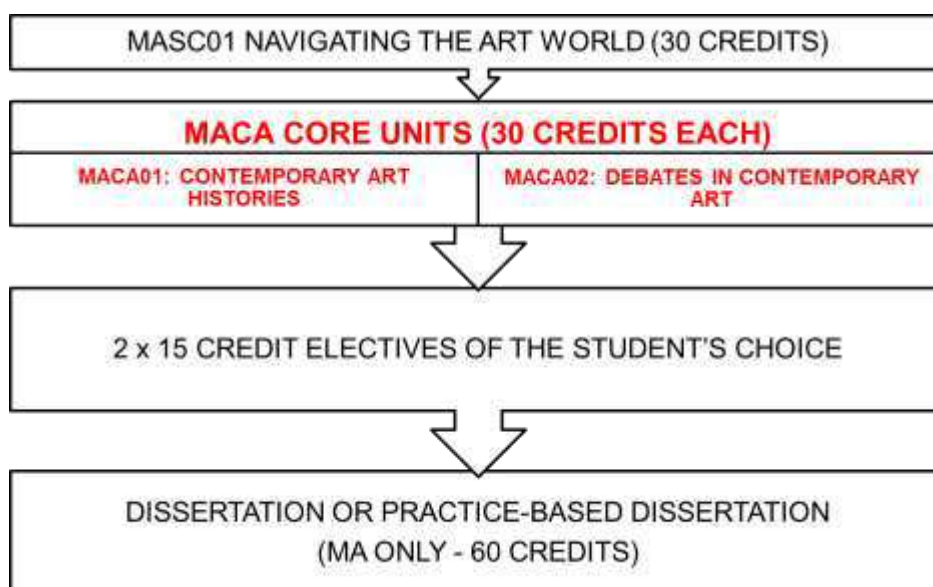 MASC01 NAVIGATING THE ART WORLD (30 CREDITS)
MACA CORE UNITS (30 CREDITS EACH)
MACA01: CONTEMPORARY ART
HISTORIES
MACA02: DEBATES IN CONTEMPORARY
ART
2 x 15 CREDIT ELECTIVES OF THE STUDENT'S CHOICE
DISSERTATION OR PRACTICE-BASED DISSERTATION
(MA ONLY - 60 CREDITS)